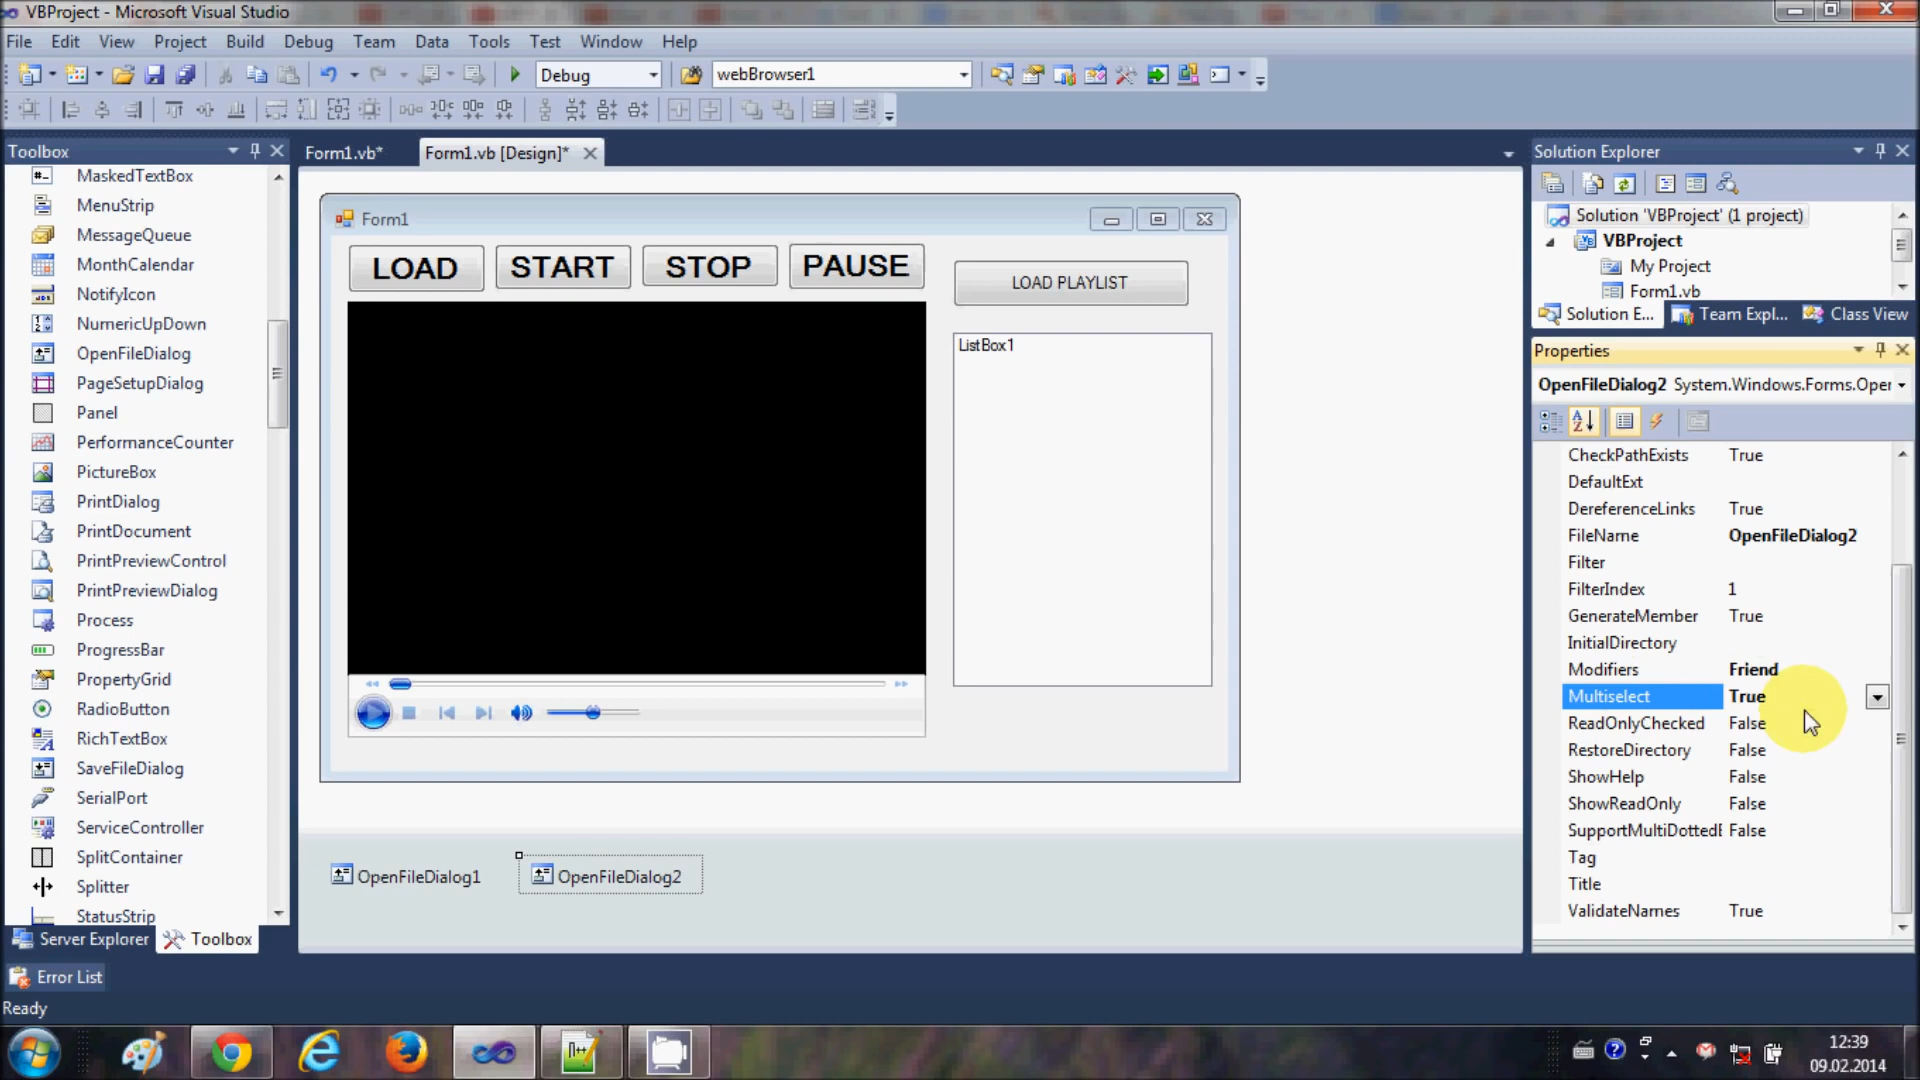 VBProject - Microsoft Visual Studio
File Edit View Project Build Debug Team Data Tools Test Window Help
Debug webBrowser1
Toolbox
MaskedTextBox
MenuStrip
MessageQueue
MonthCalendar
NotifyIcon
NumericUpDown
OpenFileDialog
PageSetupDialog
Panel
PerformanceCounter
PictureBox
PrintDialog
PrintDocument
PrintPreviewControl
PrintPreviewDialog
Process
ProgressBar
PropertyGrid
RadioButton
RichTextBox
SaveFileDialog
SerialPort
ServiceController
SplitContainer
Splitter
StatusStrip
Server Explorer Toolbox
Form1.vb* Form1.vb [Design]*
Form1
LOAD START STOP PAUSE LOAD PLAYLIST
ListBox1
OpenFileDialog1 OpenFileDialog2
Solution Explorer
Solution 'VBProject' (1 project)
VBProject
My Project
Form1.vb
Solution E... Team Expl... Class View
Properties
OpenFileDialog2 System.Windows.Forms.Oper
CheckPathExists True
DefaultExt
DereferenceLinks True
FileName OpenFileDialog2
Filter
FilterIndex 1
GenerateMember True
InitialDirectory
Modifiers Friend
Multiselect True
ReadOnlyChecked False
RestoreDirectory False
ShowHelp False
ShowReadOnly False
SupportMultiDottedE False
Tag
Title
ValidateNames True
Error List
Ready
12:39
09.02.2014